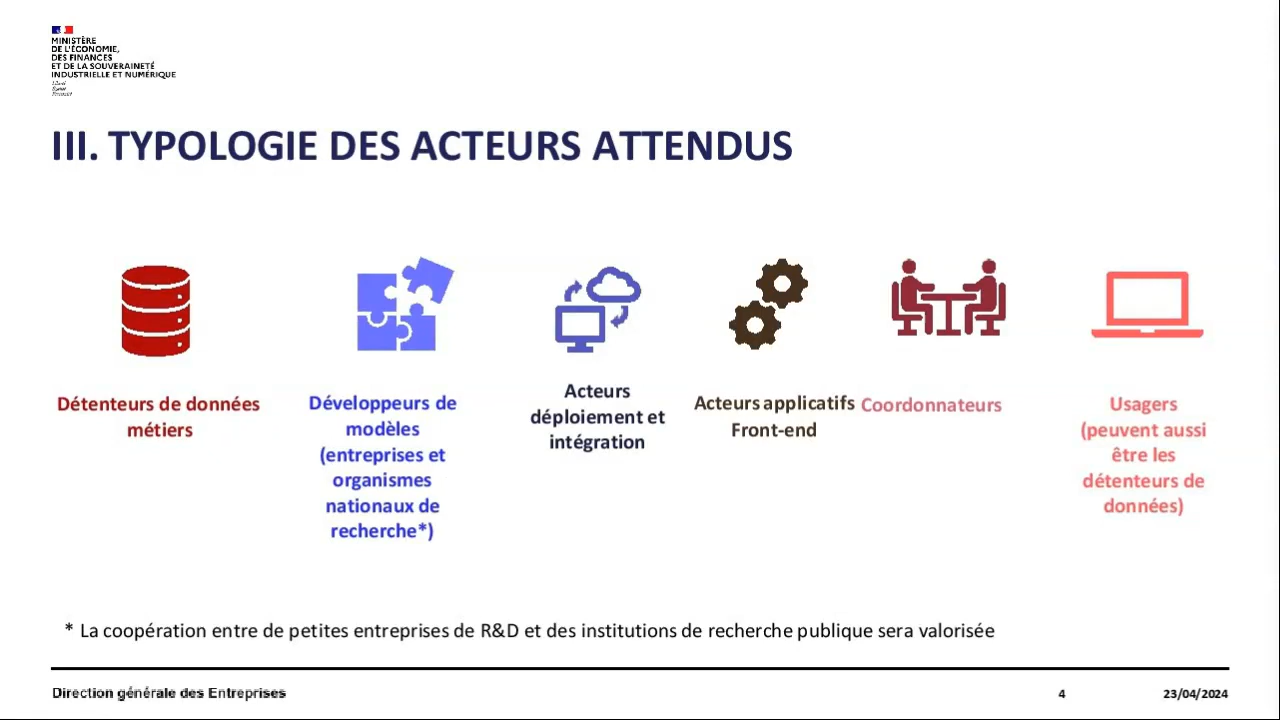 MINISTÈRE
DE L'ÉCONOMIE,
DES FINANCES
ET DE LA SOUVERAINETÉ
INDUSTRIELLE ET NUMÉRIQUE
Liberté
Égalité
Fraternité
III. TYPOLOGIE DES ACTEURS ATTENDUS
Détenteurs de données
métiers
Développeurs de
modèles
(entreprises et
organismes
nationaux de
recherche*)
Acteurs
déploiement et
intégration
Acteurs applicatifs
Front-end
Coordonnateurs
Usagers
(peuvent aussi
être les
détenteurs de
données)
* La coopération entre de petites entreprises de R&D et des institutions de recherche publique sera valorisée
Direction générale des Entreprises
4
23/04/2024